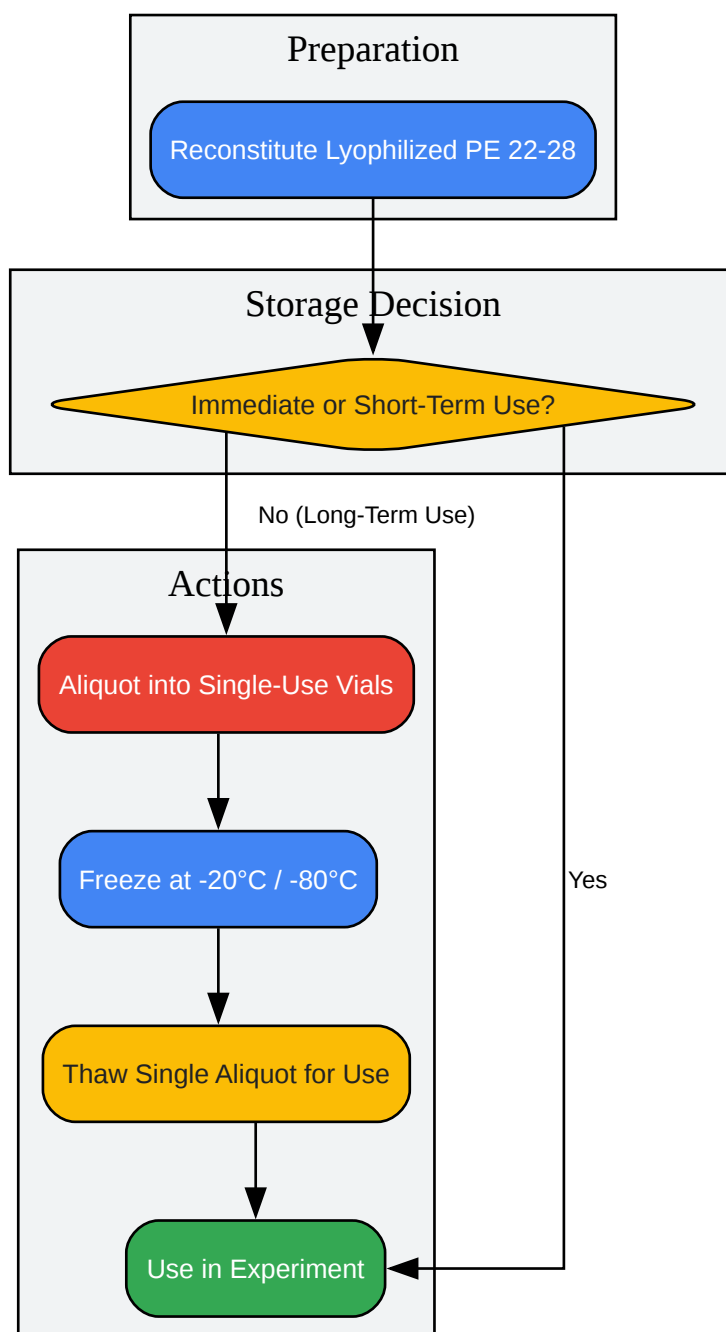 Preparation
Reconstitute Lyophilized PE 22-28
Storage Decision
Immediate or Short-Term Use?
No (Long-Term Use)
Actions
Aliquot into Single-Use Vials
Freeze at -20°C / -80°C
Yes
Thaw Single Aliquot for Use
Use in Experiment